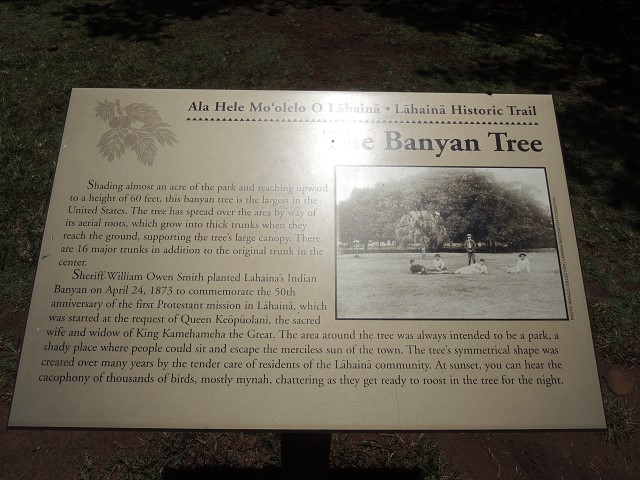 Ala Hele Moʻolelo O Lāhainā • Lāhainā Historic Trail
Banyan Tree
Shading almost an acre of the park and reaching upward
to a height of 60 feet, this banyan tree is the largest in the
United States. The tree has spread over the area by way of
its aerial roots, which grow into thick trunks when they
reach the ground, supporting the tree's large canopy. There
are 16 major trunks in addition to the original trunk in the
center.
Sheriff William Owen Smith planted Lahaina's Indian
Banyan on April 24, 1873 to commemorate the 50th
anniversary of the first Protestant mission in Lāhainā, which
was started at the request of Queen Keōpūolani, the sacred
wife and widow of King Kamehameha the Great. The area around the tree was always intended to be a park, a
shady place where people could sit and escape the merciless sun of the town. The tree's symmetrical shape was
created over many years by the tender care of residents of the Lāhainā community. At sunset, you can hear the
cacophony of thousands of birds, mostly mynah, chattering as they get ready to roost in the tree for the night.